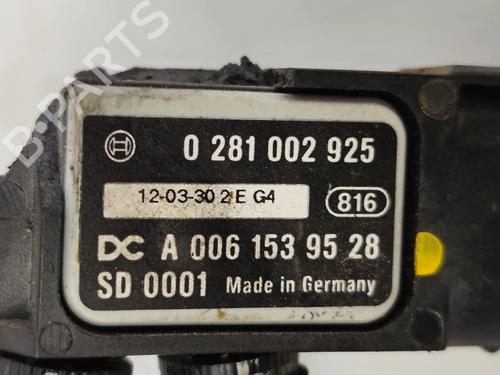 B-PARTS
0 281 002 925
12-03-30 2 E G4
816
DC A 006 153 95 28
SD 0001 Made in Germany